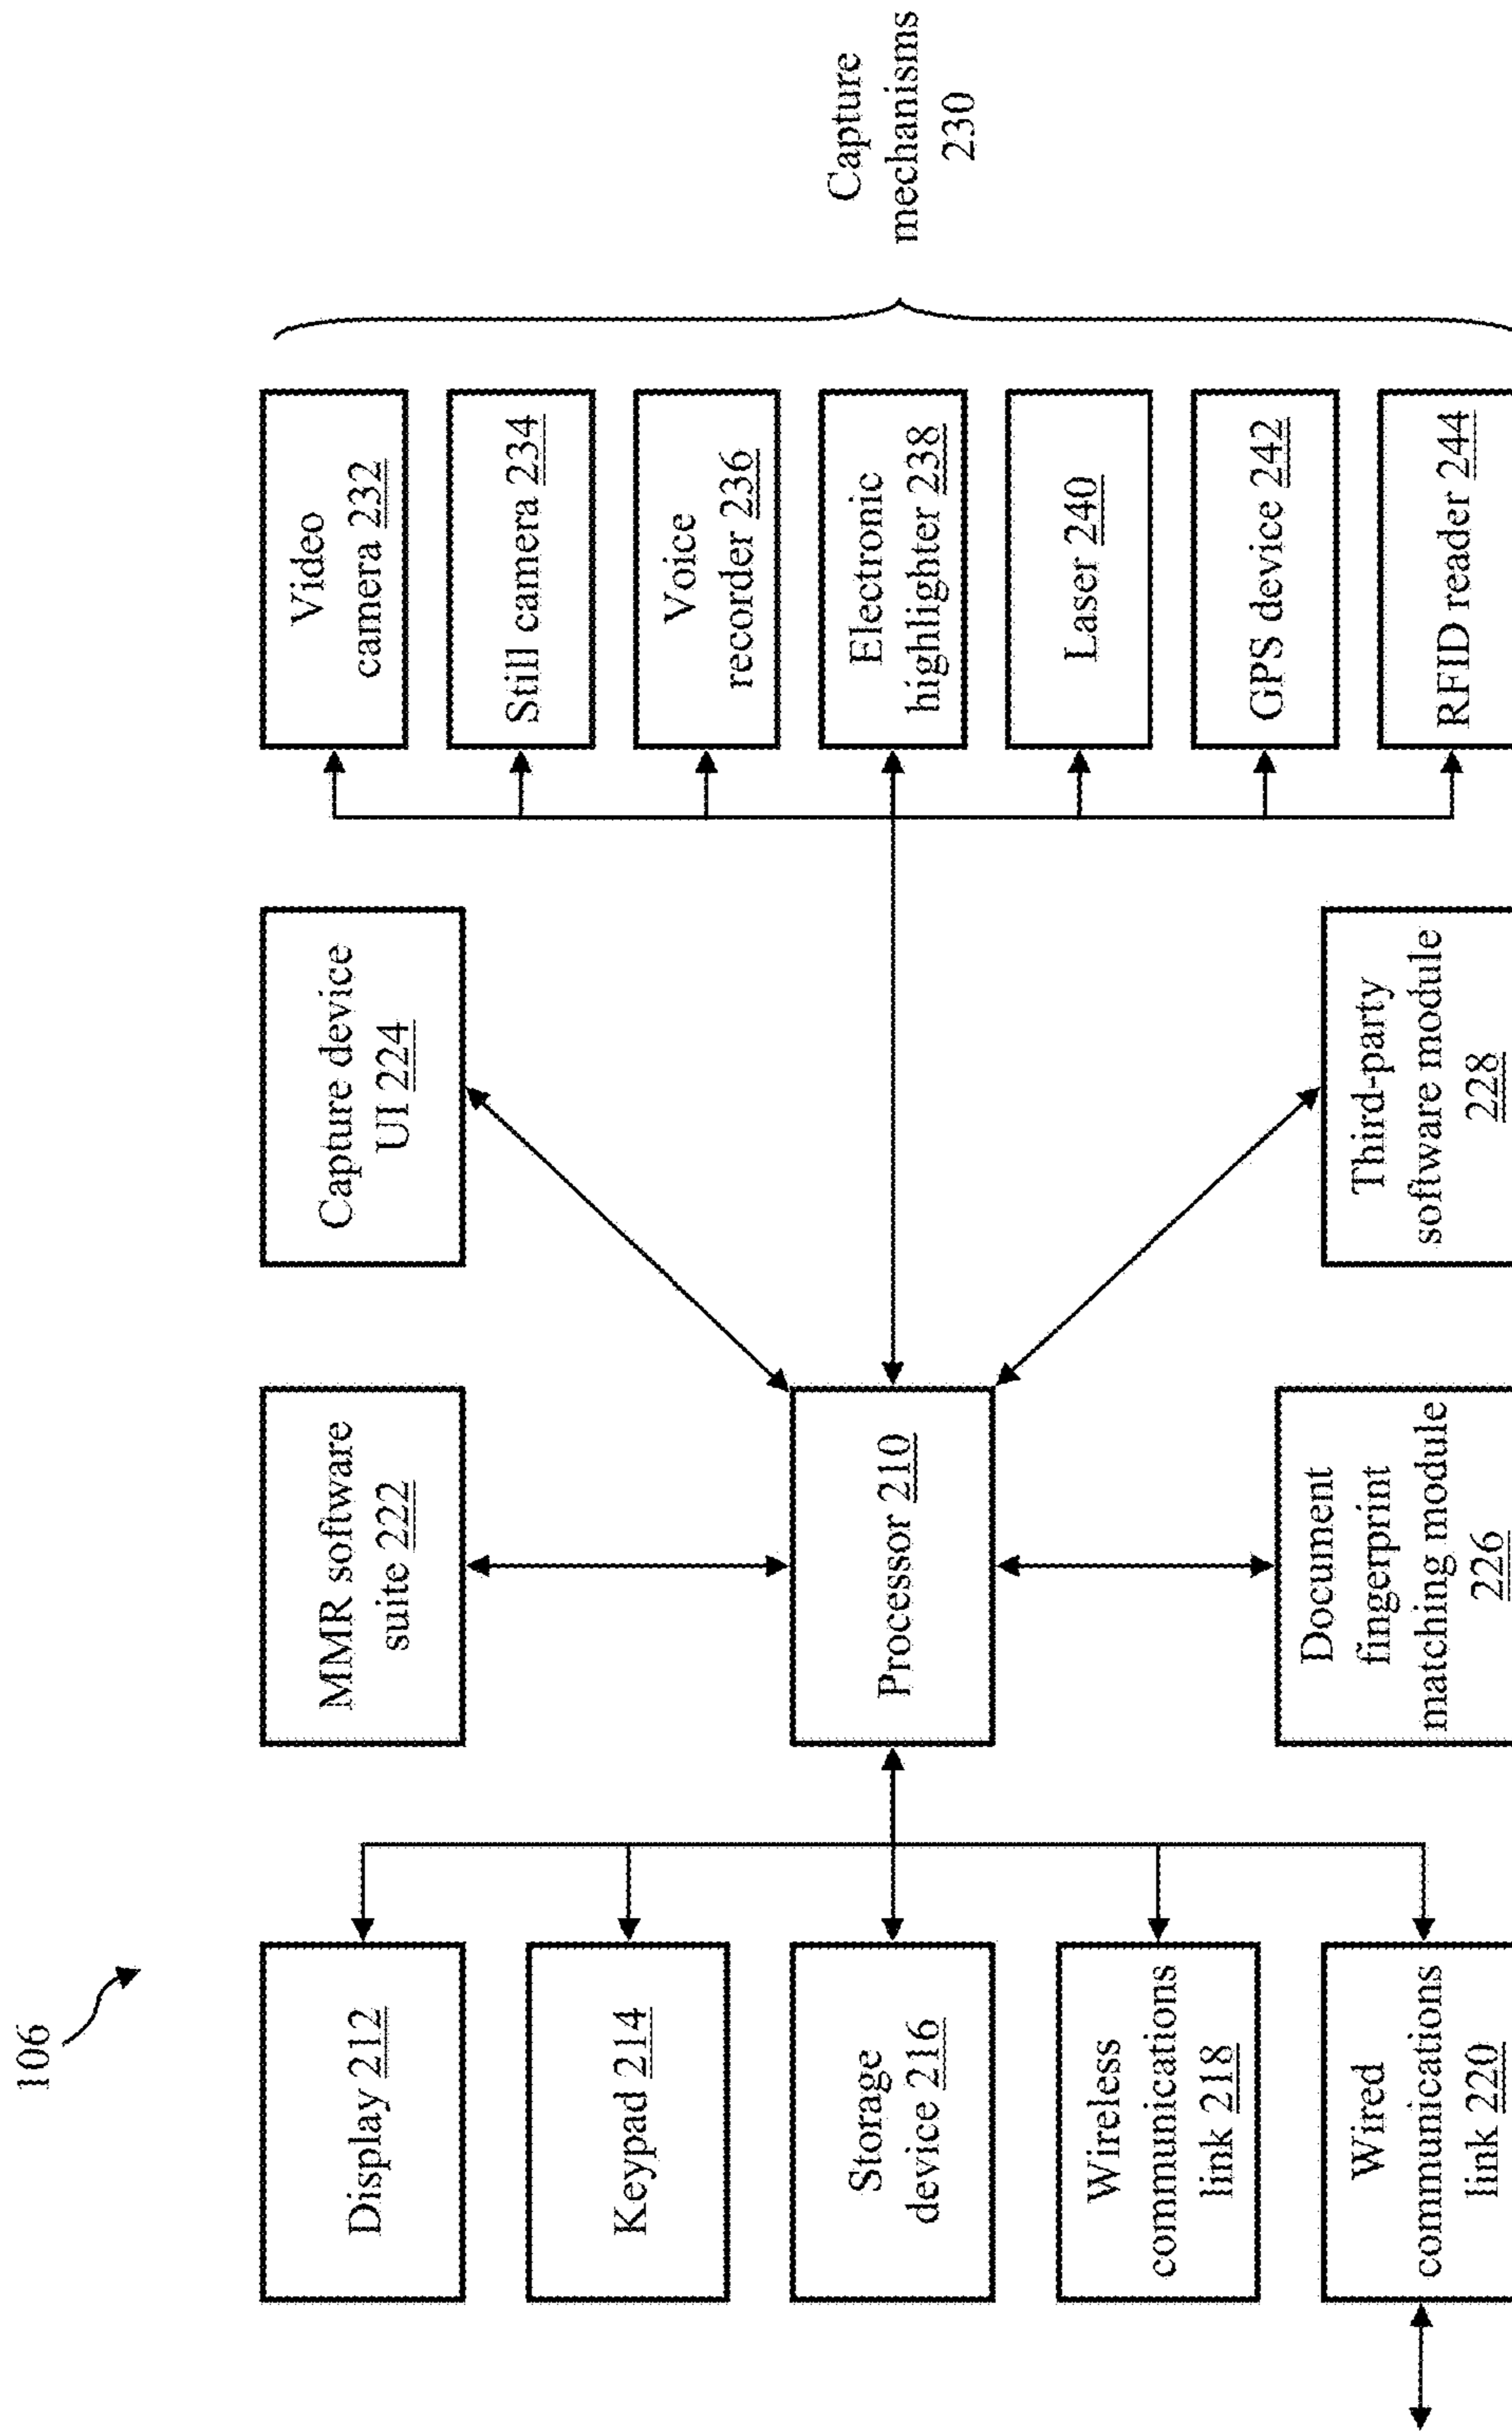 106
Display 212
Keypad 214
Storage
device 216
Wireless
communications
link 218
Wired
communications
link 220
MMR software
suite 222
Processor 210
Document
fingerprint
matching module
226
Capture device
UI 224
Third-party
software module
228
Video
camera 232
Still camera 234
Voice
recorder 236
Electronic
highlighter 238
Laser 240
GPS device 242
RFID reader 244
Capture
mechanisms
230